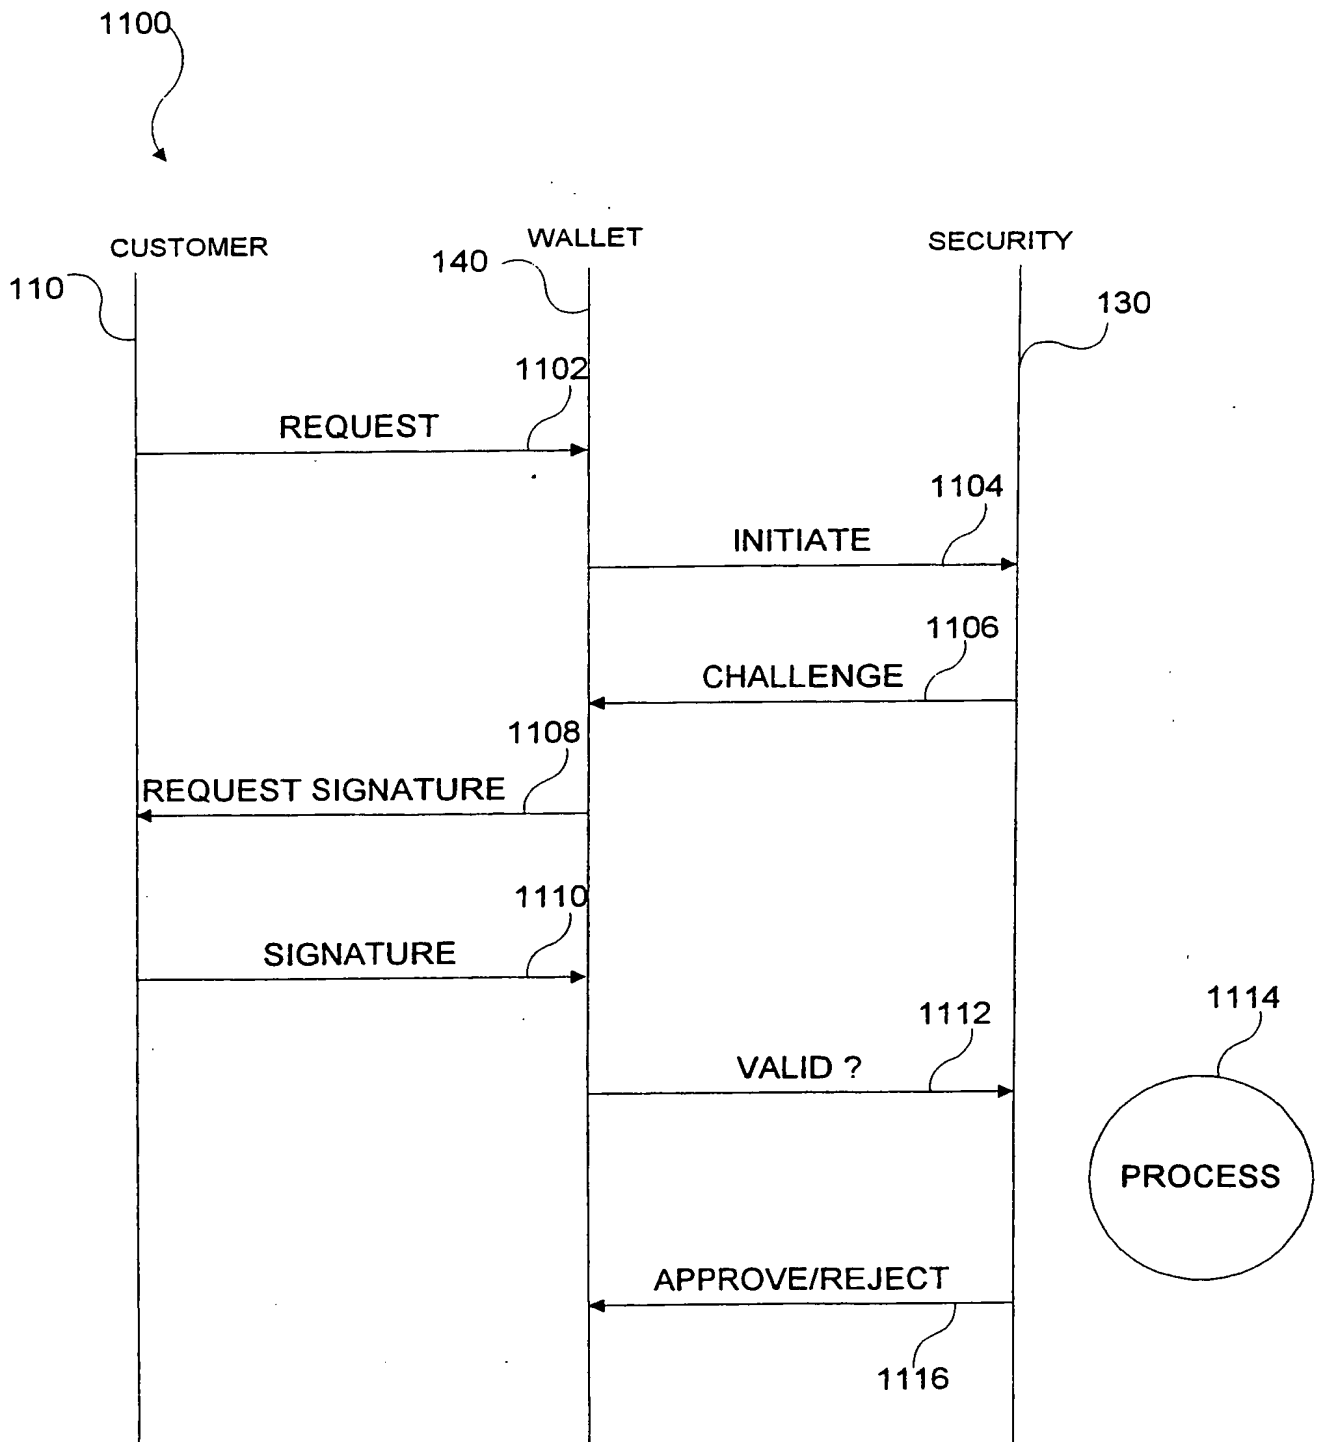 1100
CUSTOMER
WALLET
SECURITY
110
140
130
1102
REQUEST
1104
INITIATE
1106
CHALLENGE
1108
REQUEST SIGNATURE
1110
SIGNATURE
1112
VALID ?
1114
PROCESS
APPROVE/REJECT
1116